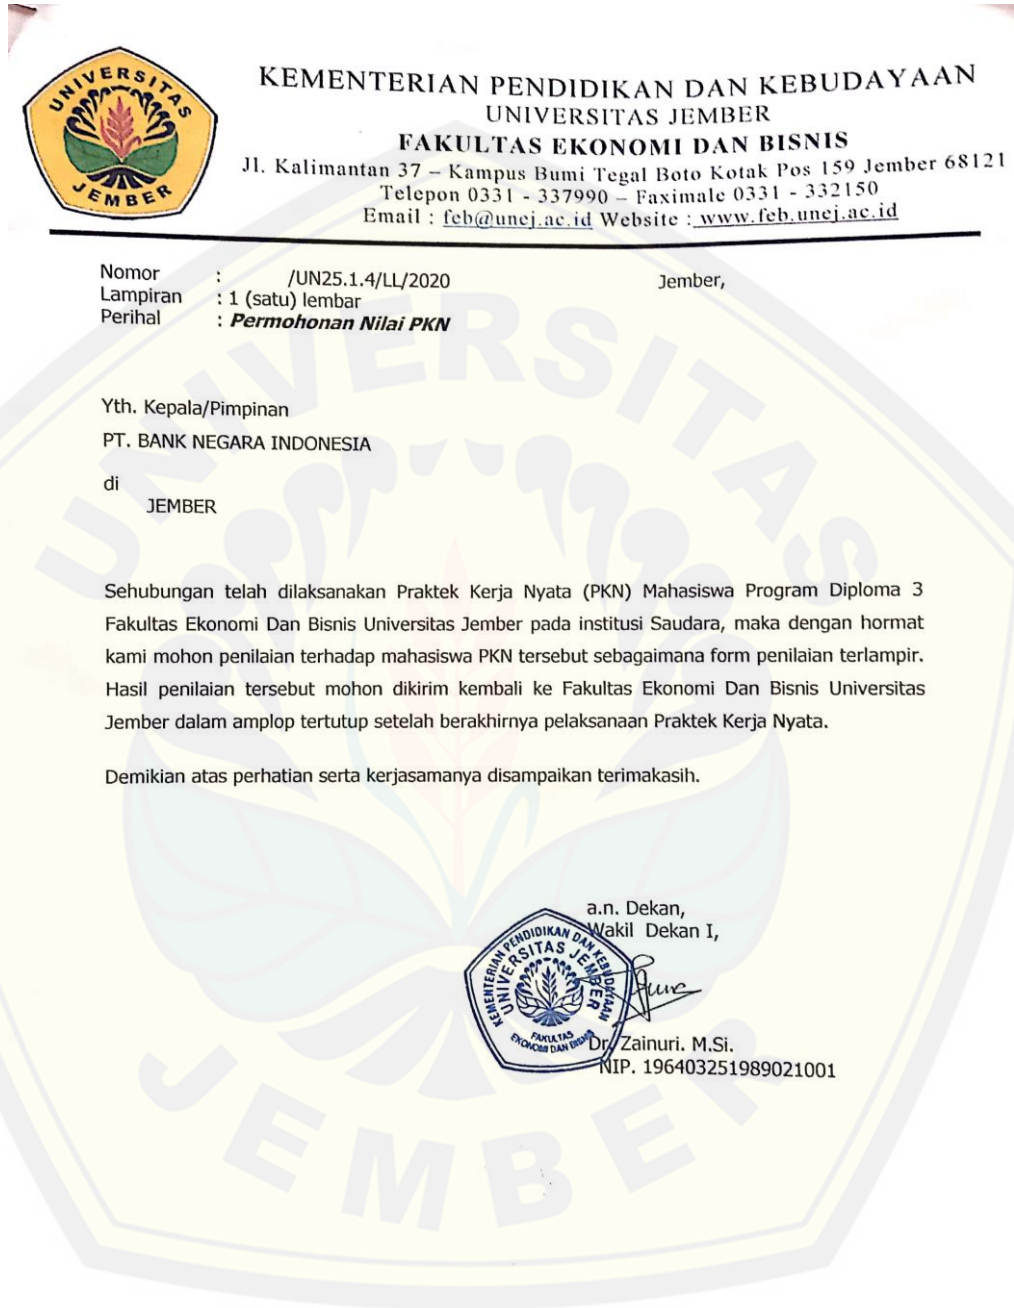 UNIVERSITAS
JEMBER
KEMENTERIAN PENDIDIKAN DAN KEBUDAYAAN
UNIVERSITAS JEMBER
FAKULTAS EKONOMI DAN BISNIS
Jl. Kalimantan 37 – Kampus Bumi Tegal Boto Kotak Pos 159 Jember 68121
Telepon 0331 - 337990 – Faximale 0331 - 332150
Email : feb@unej.ac.id Website : www.feb.unej.ac.id
Nomor : /UN25.1.4/LL/2020 Jember,
Lampiran : 1 (satu) lembar
Perihal : Permohonan Nilai PKN
Yth. Kepala/Pimpinan
PT. BANK NEGARA INDONESIA
di
JEMBER
Sehubungan telah dilaksanakan Praktek Kerja Nyata (PKN) Mahasiswa Program Diploma 3
Fakultas Ekonomi Dan Bisnis Universitas Jember pada institusi Saudara, maka dengan hormat
kami mohon penilaian terhadap mahasiswa PKN tersebut sebagaimana form penilaian terlampir.
Hasil penilaian tersebut mohon dikirim kembali ke Fakultas Ekonomi Dan Bisnis Universitas
Jember dalam amplop tertutup setelah berakhirnya pelaksanaan Praktek Kerja Nyata.
Demikian atas perhatian serta kerjasamanya disampaikan terimakasih.
a.n. Dekan,
Wakil Dekan I,
KEMENTERIAN PENDIDIKAN DAN KEBUDAYAAN
UNIVERSITAS JEMBER
FAKULTAS
EKONOMI DAN BISNIS
Dr. Zainuri. M.Si.
NIP. 196403251989021001
UNIVERSITAS
JEMBER